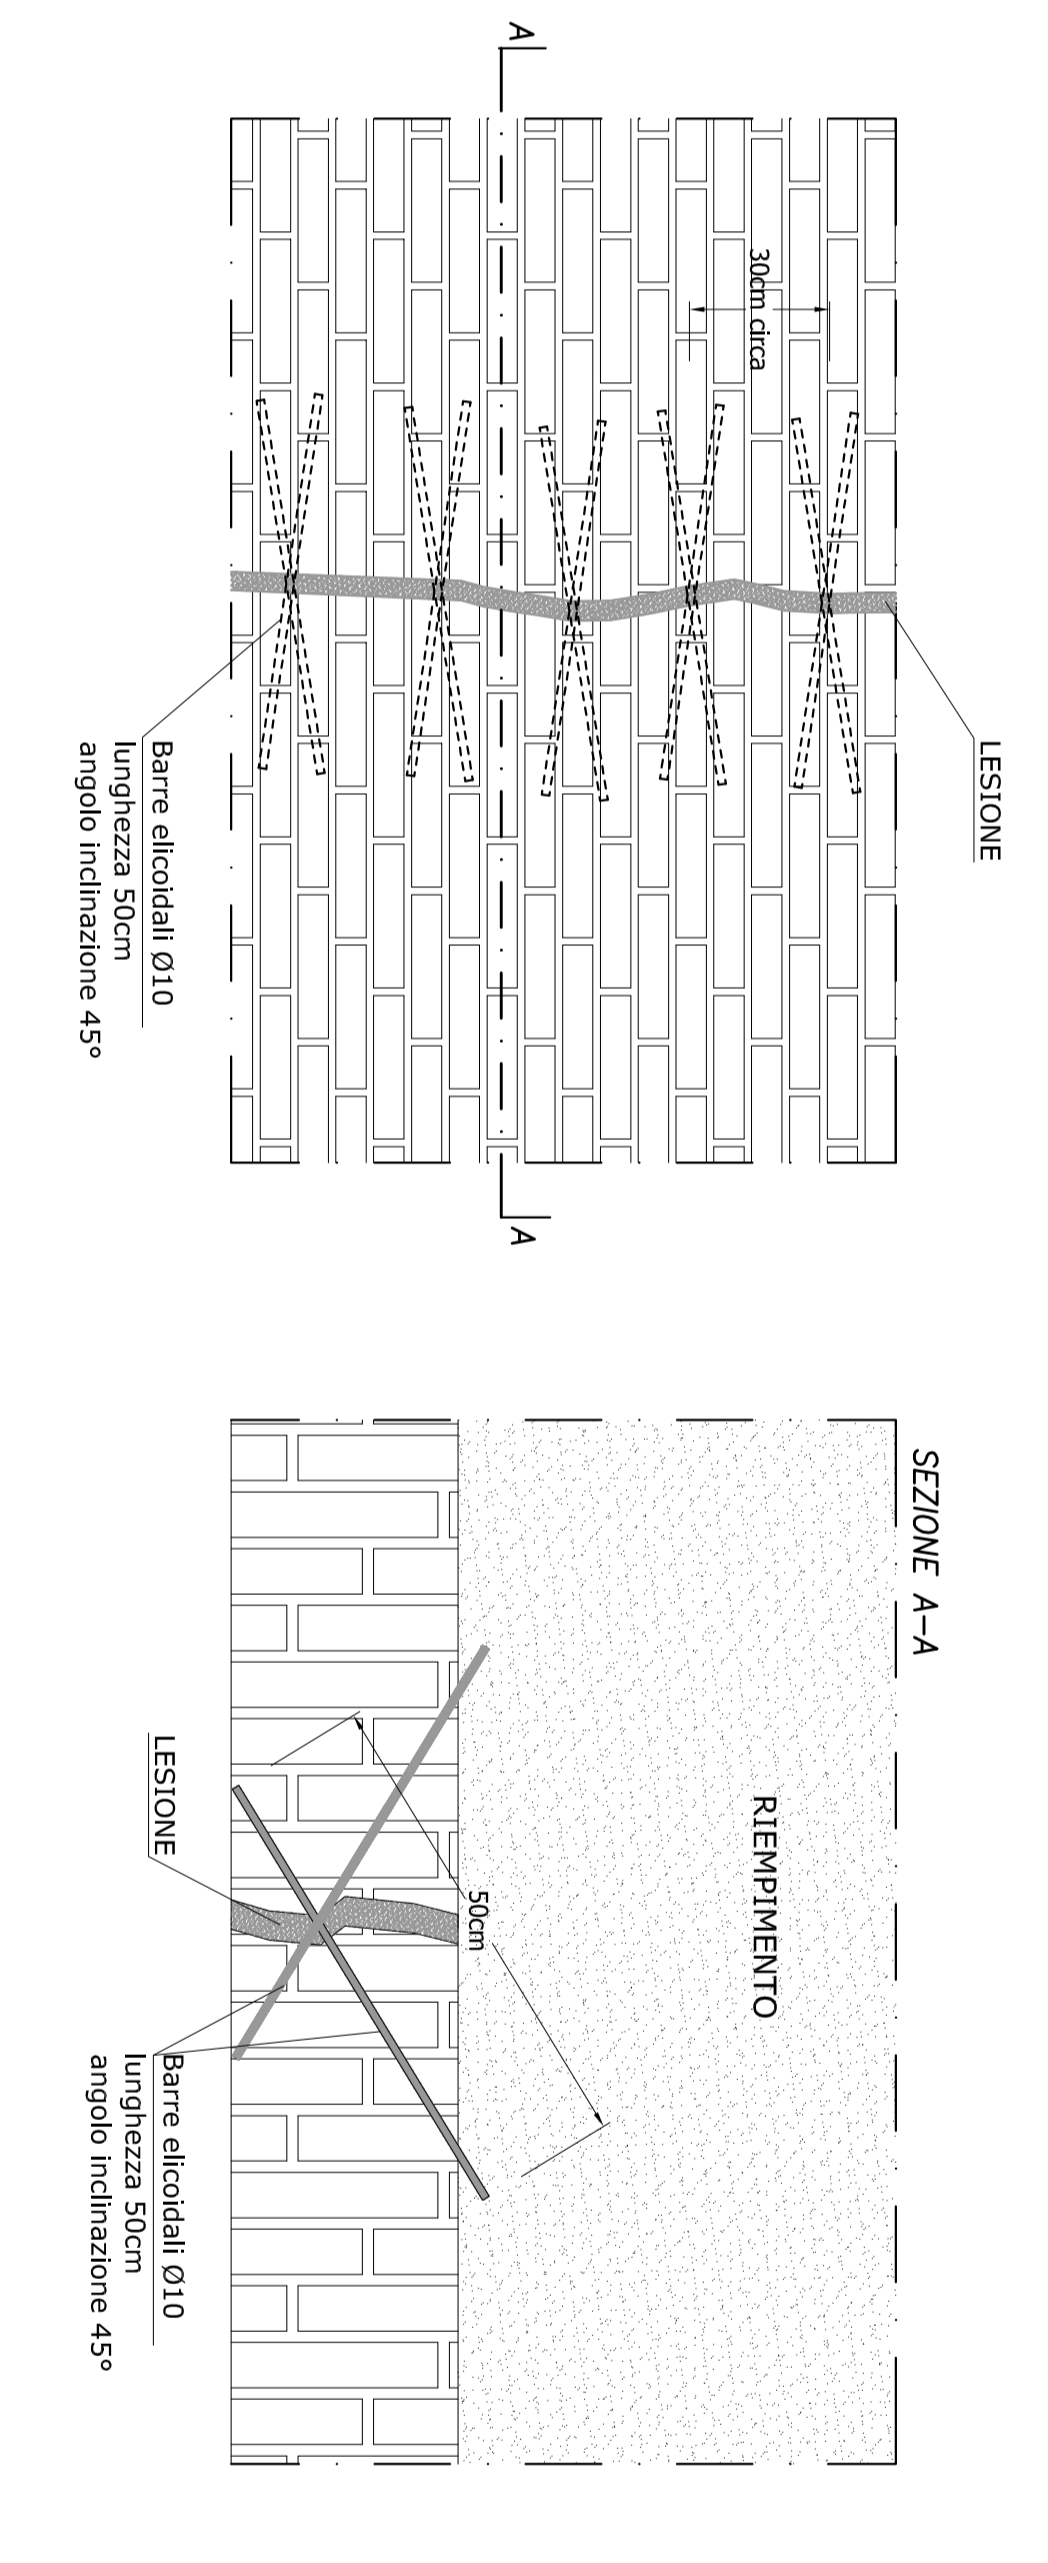 LESIONE
30cm circa
A
A
Barre elicoidali Ø10
lunghezza 50cm
angolo inclinazione 45°
SEZIONE A-A
RIEMPIMENTO
50cm
LESIONE
Barre elicoidali Ø10
lunghezza 50cm
angolo inclinazione 45°